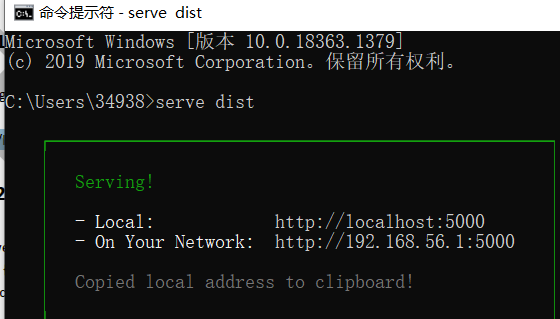 命令提示符 - serve dist
Microsoft Windows [版本 10.0.18363.1379]
(c) 2019 Microsoft Corporation。保留所有权利。
C:\Users\34938>serve dist
Serving!
- Local: http://localhost:5000
- On Your Network: http://192.168.56.1:5000
Copied local address to clipboard!